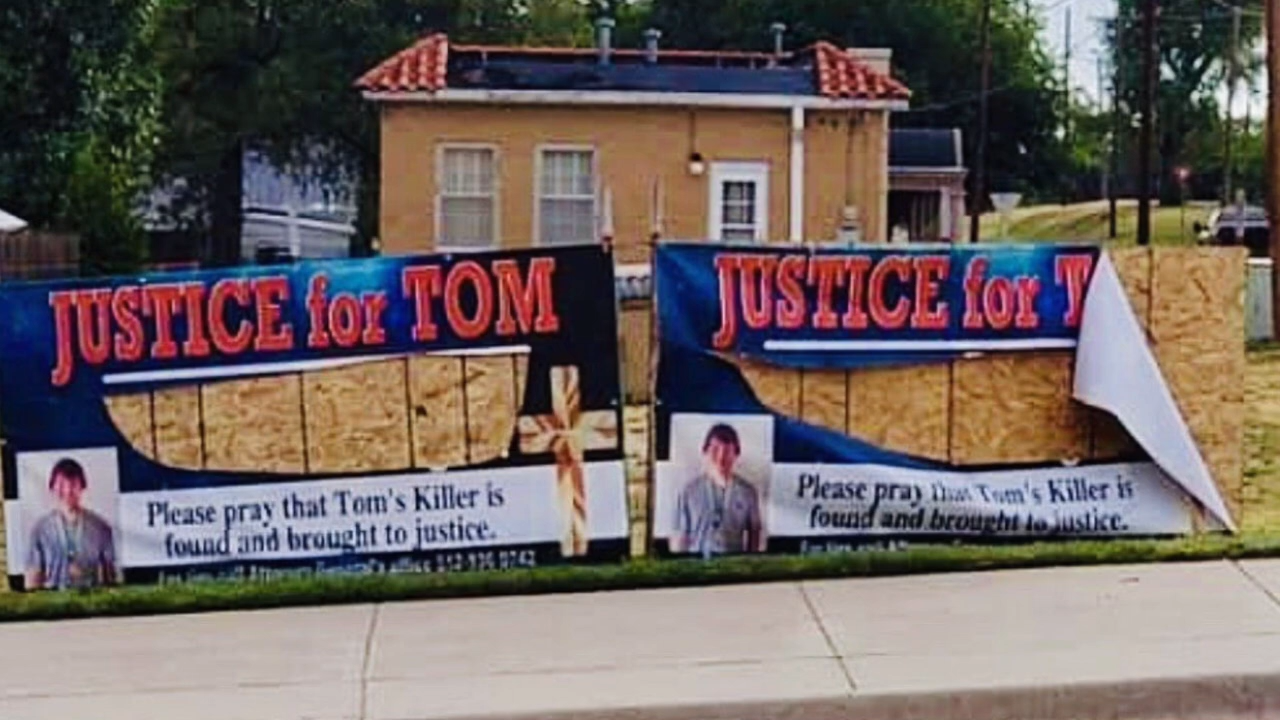 JUSTICE for TOM
Please pray that Tom's Killer is
found and brought to justice.
JUSTICE for T
Please pray that Tom's Killer is
found and brought to justice.